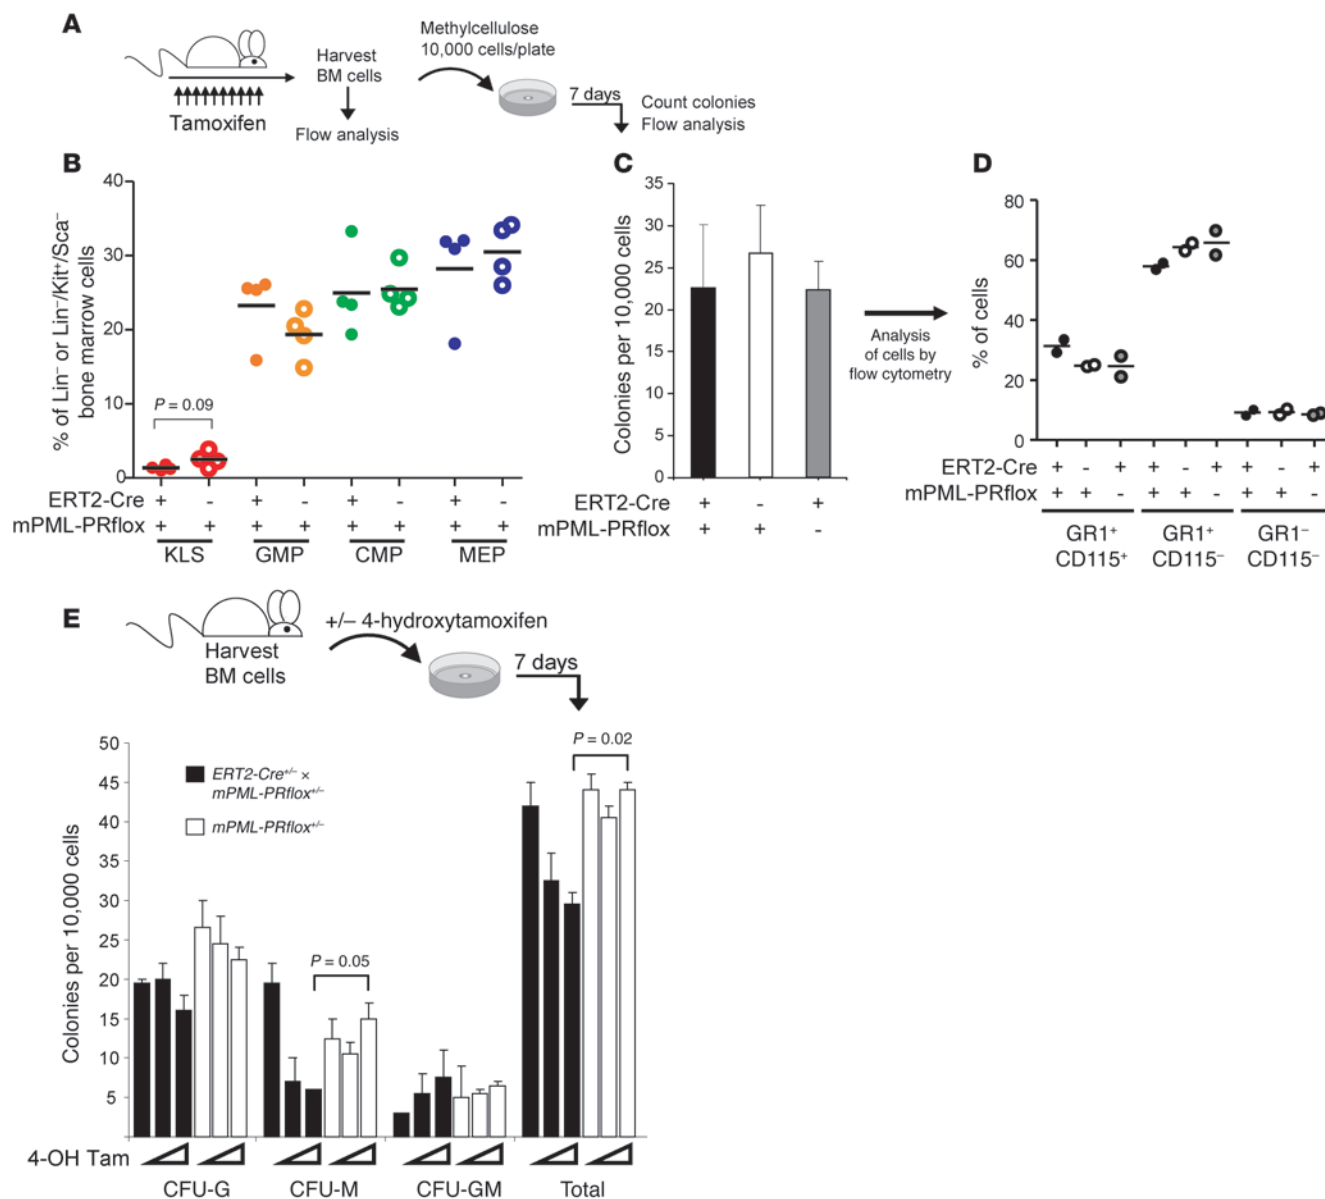 A
Tamoxifen
Harvest
BM cells
Flow analysis
Methylcellulose
10,000 cells/plate
7 days
Count colonies
Flow analysis
B
% of Lin⁻ or Lin⁻/Kit⁺/Sca⁻
bone marrow cells
40
30
20
10
0
P = 0.09
ERT2-Cre + - + - + - + -
mPML-PRflox + + + + + + + +
KLS GMP CMP MEP
C
Colonies per 10,000 cells
35
30
25
20
15
10
5
0
ERT2-Cre + - +
mPML-PRflox + + -
Analysis
of cells by
flow cytometry
D
% of cells
80
60
40
20
0
ERT2-Cre + - + + - + + - +
mPML-PRflox + + - + + - + + -
GR1⁺ GR1⁺ GR1⁻
CD115⁺ CD115⁻ CD115⁻
E
Harvest
BM cells
+/– 4-hydroxytamoxifen
7 days
Colonies per 10,000 cells
50
45
40
35
30
25
20
15
10
5
ERT2-Cre⁺/⁻ ×
mPML-PRflox⁺/⁻
mPML-PRflox⁺/⁻
P = 0.05
P = 0.02
4-OH Tam
CFU-G CFU-M CFU-GM Total